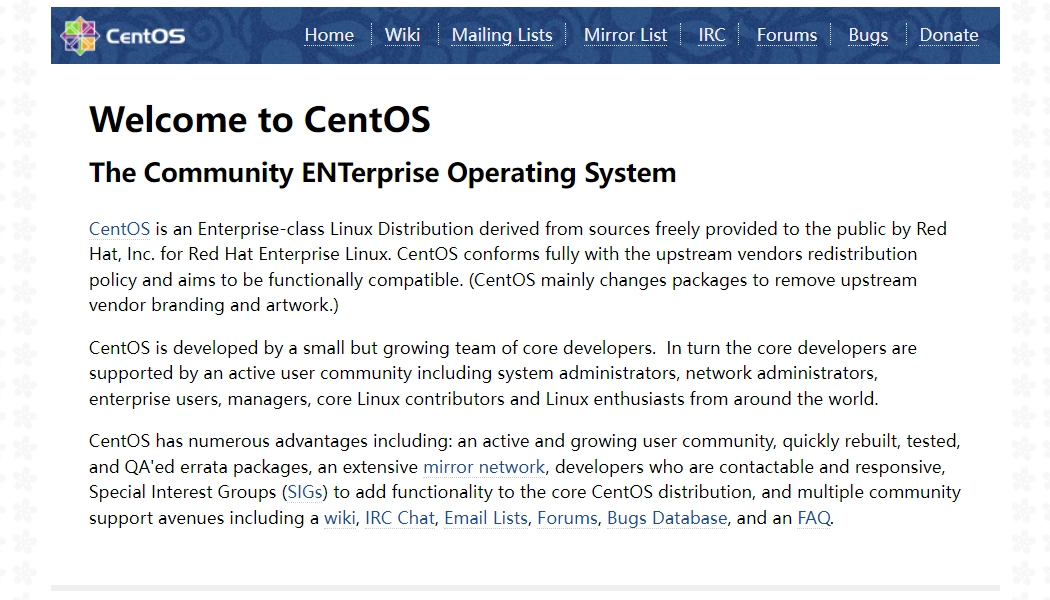 CentOS
Home Wiki Mailing Lists Mirror List IRC Forums Bugs Donate
Welcome to CentOS
The Community ENTerprise Operating System
CentOS is an Enterprise-class Linux Distribution derived from sources freely provided to the public by Red
Hat, Inc. for Red Hat Enterprise Linux. CentOS conforms fully with the upstream vendors redistribution
policy and aims to be functionally compatible. (CentOS mainly changes packages to remove upstream
vendor branding and artwork.)
CentOS is developed by a small but growing team of core developers.  In turn the core developers are
supported by an active user community including system administrators, network administrators,
enterprise users, managers, core Linux contributors and Linux enthusiasts from around the world.
CentOS has numerous advantages including: an active and growing user community, quickly rebuilt, tested,
and QA'ed errata packages, an extensive mirror network, developers who are contactable and responsive,
Special Interest Groups (SIGs) to add functionality to the core CentOS distribution, and multiple community
support avenues including a wiki, IRC Chat, Email Lists, Forums, Bugs Database, and an FAQ.